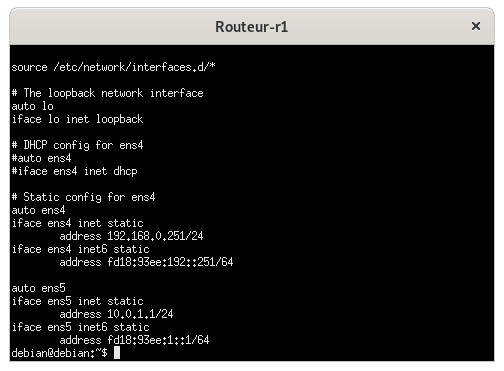 Routeur-r1
source /etc/network/interfaces.d/*
# The loopback network interface
auto lo
iface lo inet loopback
# DHCP config for ens4
#auto ens4
#iface ens4 inet dhcp
# Static config for ens4
auto ens4
iface ens4 inet static
address 192.168.0.251/24
iface ens4 inet6 static
address fd18:93ee:192::251/64
auto ens5
iface ens5 inet static
address 10.0.1.1/24
iface ens5 inet6 static
address fd18:93ee:1::1/64
debian@debian:~$